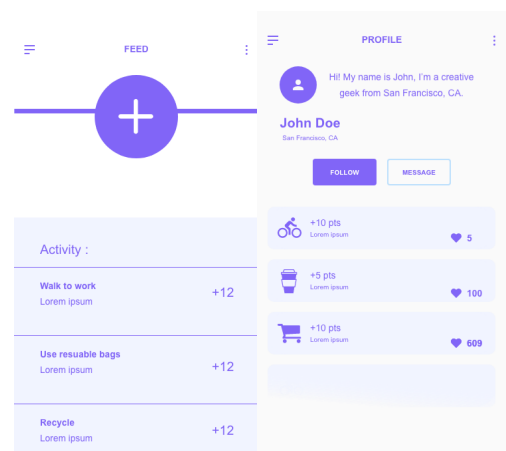 FEED
Activity :
Walk to work
Lorem ipsum
+12
Use resuable bags
Lorem ipsum
+12
Recycle
Lorem ipsum
+12
PROFILE
Hi! My name is John, I'm a creative
geek from San Francisco, CA.
John Doe
San Francisco, CA
FOLLOW
MESSAGE
+10 pts
Lorem ipsum
5
+5 pts
Lorem ipsum
100
+10 pts
Lorem ipsum
609